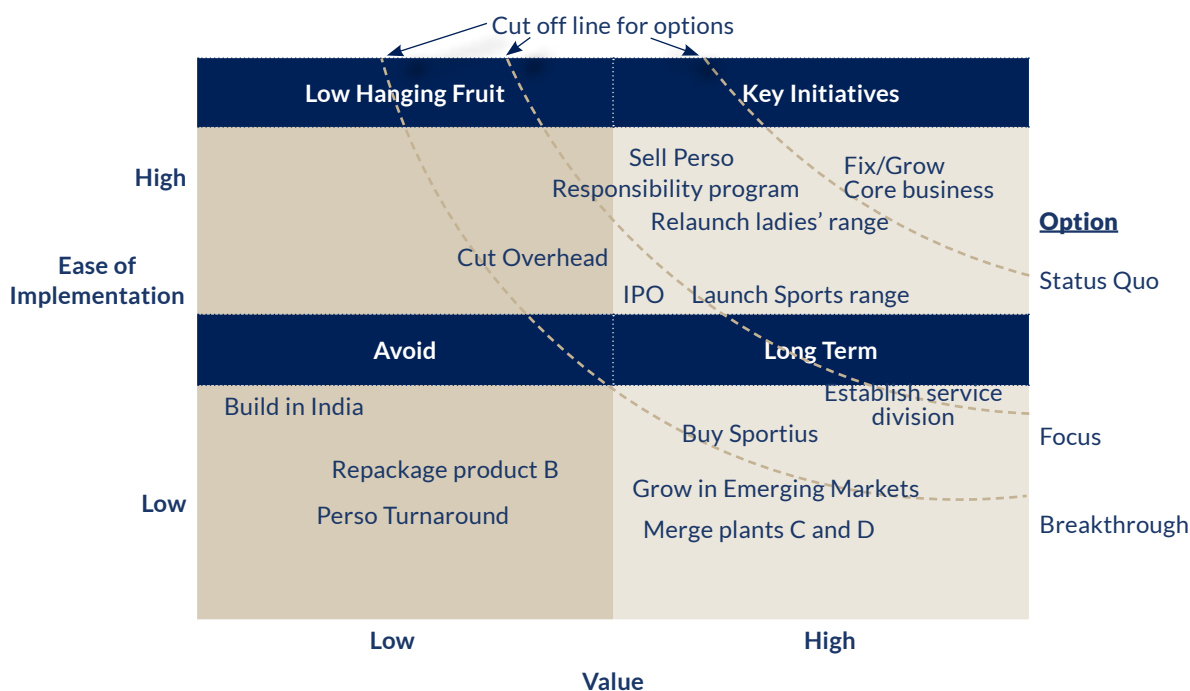 Cut off line for options
Low Hanging Fruit
Key Initiatives
High
Sell Perso
Fix/Grow
Core business
Responsibility program
Relaunch ladies’ range
Option
Cut Overhead
Ease of
Implementation
Status Quo
IPO
Launch Sports range
Avoid
Long Term
Build in India
Establish service
division
Buy Sportius
Focus
Repackage product B
Low
Grow in Emerging Markets
Perso Turnaround
Merge plants C and D
Breakthrough
Low
High
Value